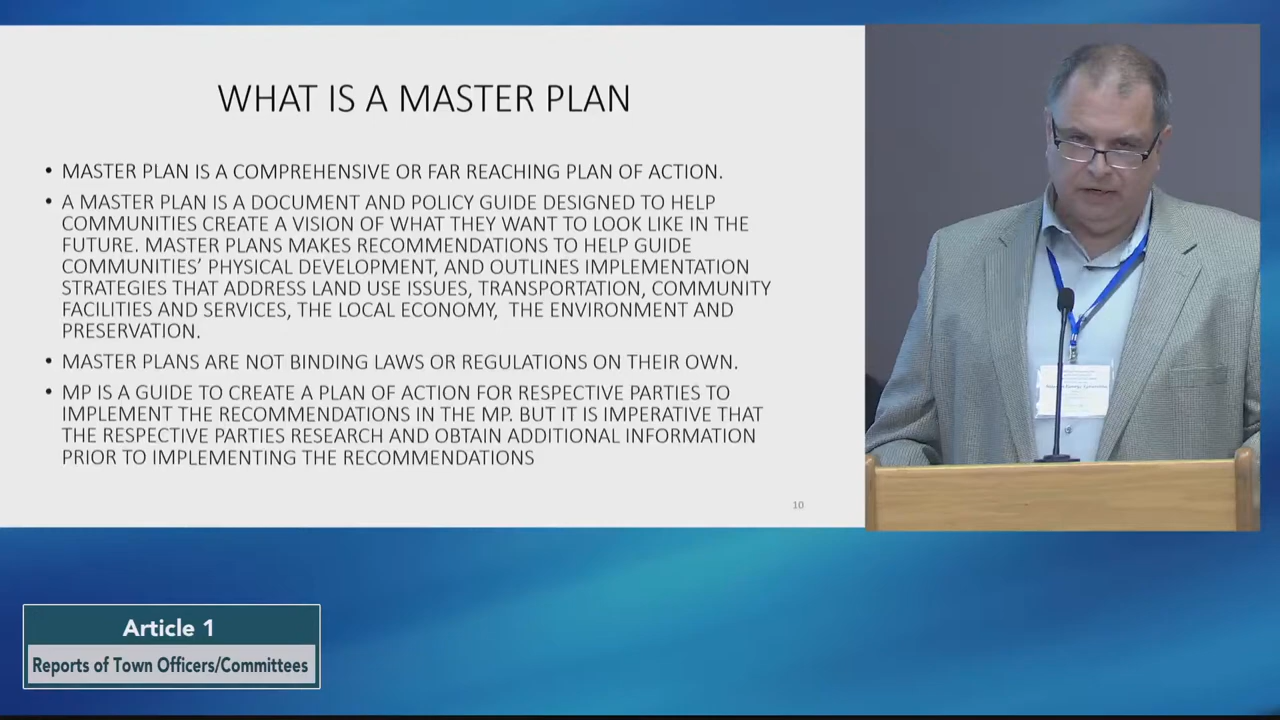 WHAT IS A MASTER PLAN
• MASTER PLAN IS A COMPREHENSIVE OR FAR REACHING PLAN OF ACTION.
• A MASTER PLAN IS A DOCUMENT AND POLICY GUIDE DESIGNED TO HELP
COMMUNITIES CREATE A VISION OF WHAT THEY WANT TO LOOK LIKE IN THE
FUTURE. MASTER PLANS MAKES RECOMMENDATIONS TO HELP GUIDE
COMMUNITIES’ PHYSICAL DEVELOPMENT, AND OUTLINES IMPLEMENTATION
STRATEGIES THAT ADDRESS LAND USE ISSUES, TRANSPORTATION, COMMUNITY
FACILITIES AND SERVICES, THE LOCAL ECONOMY, THE ENVIRONMENT AND
PRESERVATION.
• MASTER PLANS ARE NOT BINDING LAWS OR REGULATIONS ON THEIR OWN.
• MP IS A GUIDE TO CREATE A PLAN OF ACTION FOR RESPECTIVE PARTIES TO
IMPLEMENT THE RECOMMENDATIONS IN THE MP. BUT IT IS IMPERATIVE THAT
THE RESPECTIVE PARTIES RESEARCH AND OBTAIN ADDITIONAL INFORMATION
PRIOR TO IMPLEMENTING THE RECOMMENDATIONS
10
Article 1
Reports of Town Officers/Committees